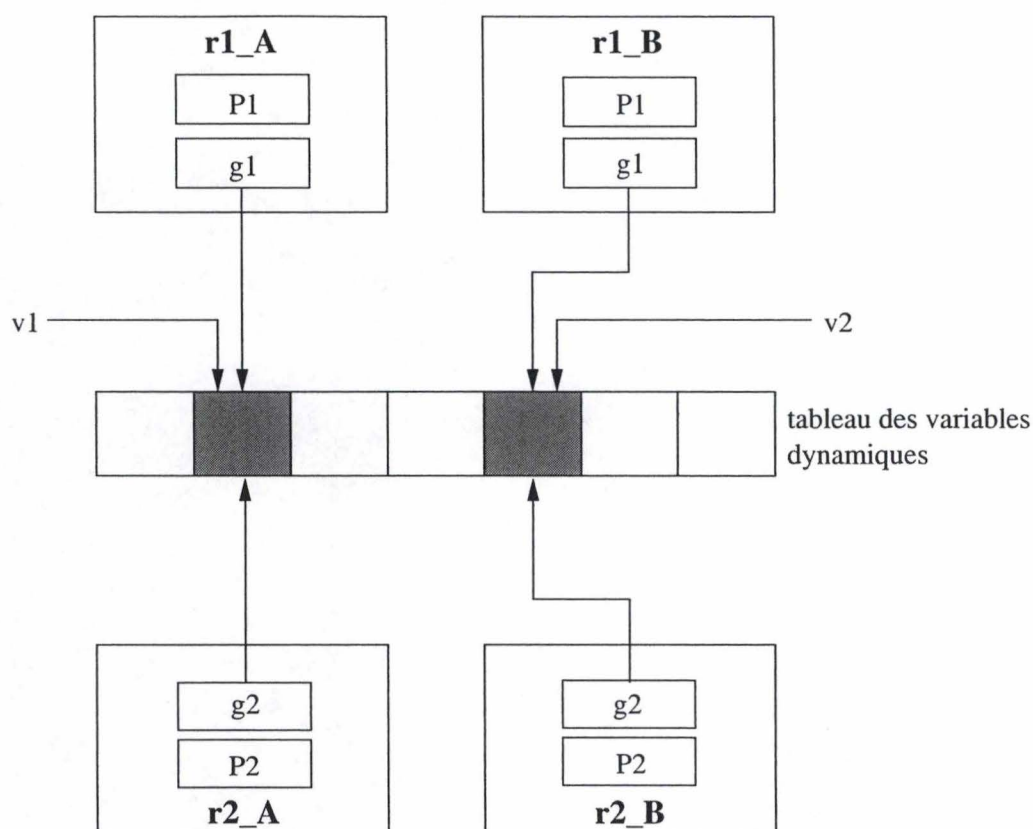 r1_A
r1_B
P1
P1
g1
g1
v1
v2
tableau des variables
dynamiques
g2
g2
P2
P2
r2_A
r2_B